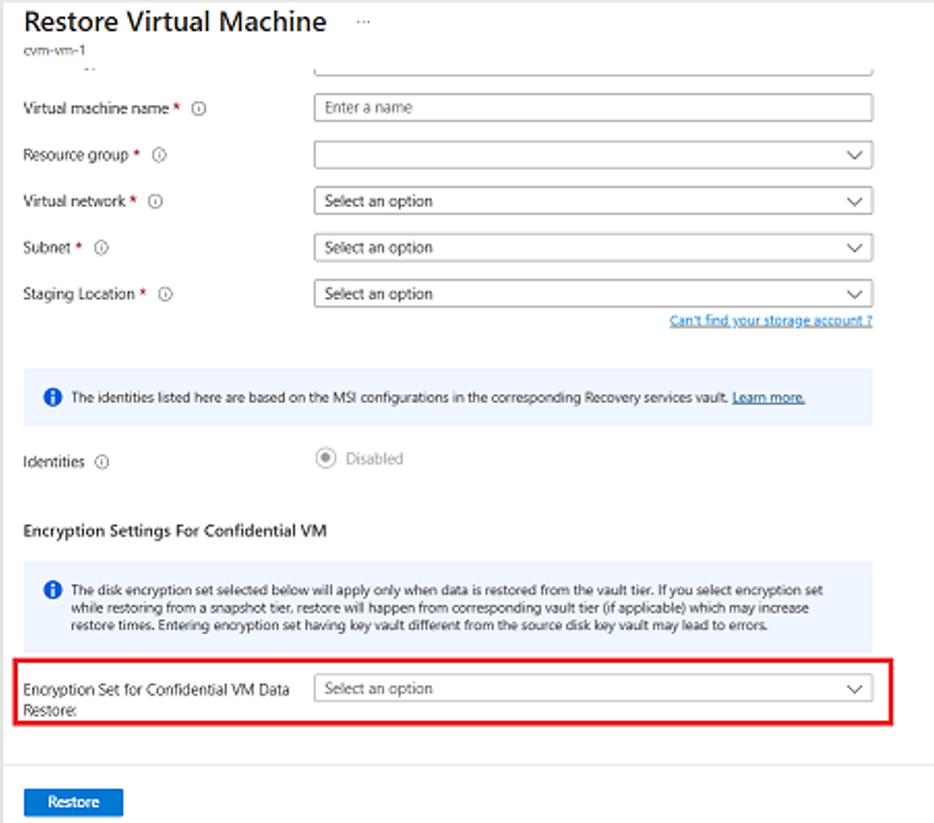 Restore Virtual Machine ...
cvm-vm-1
Virtual machine name *
Enter a name
Resource group *
Virtual network *
Select an option
Subnet *
Select an option
Staging Location *
Select an option
Can't find your storage account ?
The identities listed here are based on the MSI configurations in the corresponding Recovery services vault. Learn more.
Identities
Disabled
Encryption Settings For Confidential VM
The disk encryption set selected below will apply only when data is restored from the vault tier. If you select encryption set
while restoring from a snapshot tier, restore will happen from corresponding vault tier (if applicable) which may increase
restore times. Entering encryption set having key vault different from the source disk key vault may lead to errors.
Encryption Set for Confidential VM Data
Restore:
Select an option
Restore